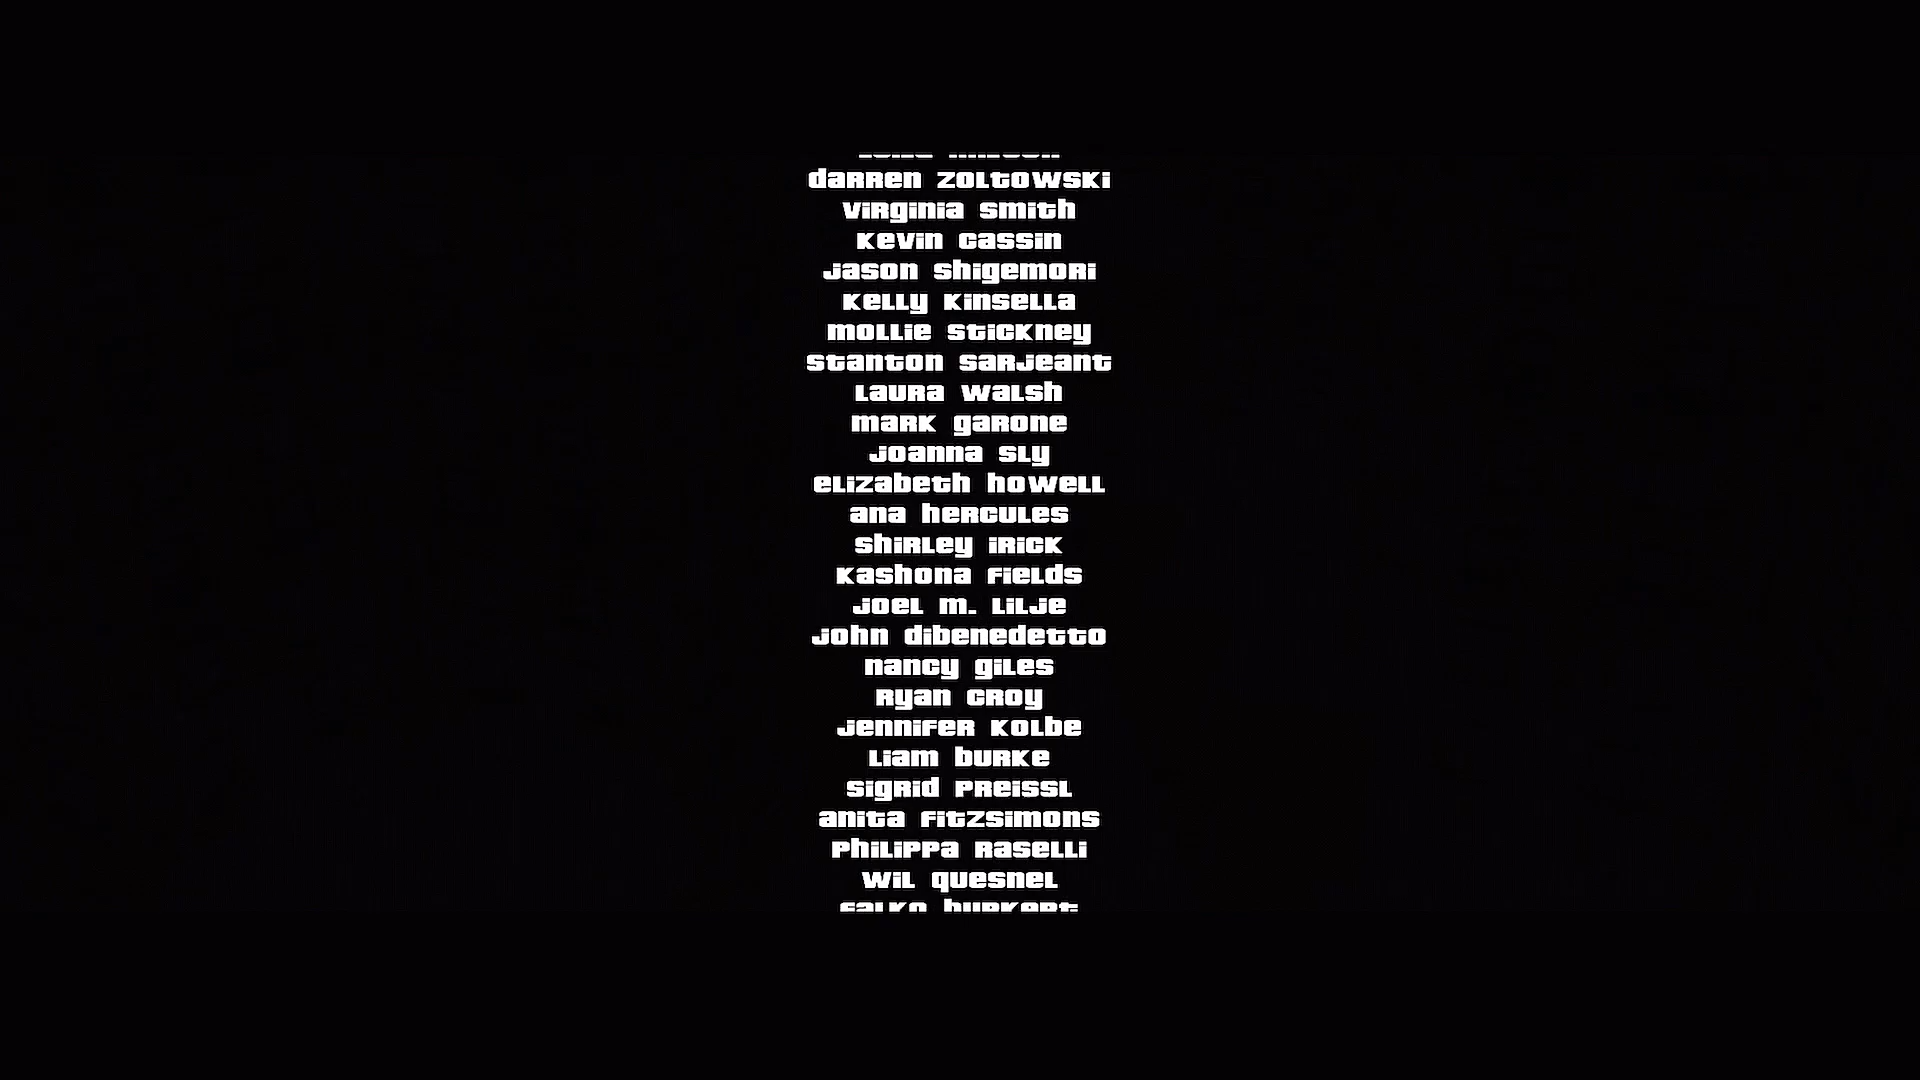 darren zoltowski
virginia smith
kevin cassin
jason shigemori
kelly kinsella
mollie stickney
stanton sarjeant
laura walsh
mark garone
joanna sly
elizabeth howell
ana hercules
shirley irick
kashona fields
joel m. lilje
john dibenedetto
nancy giles
ryan croy
jennifer kolbe
liam burke
sigrid preissl
anita fitzsimons
philippa raselli
wil quesnel
falko burkert